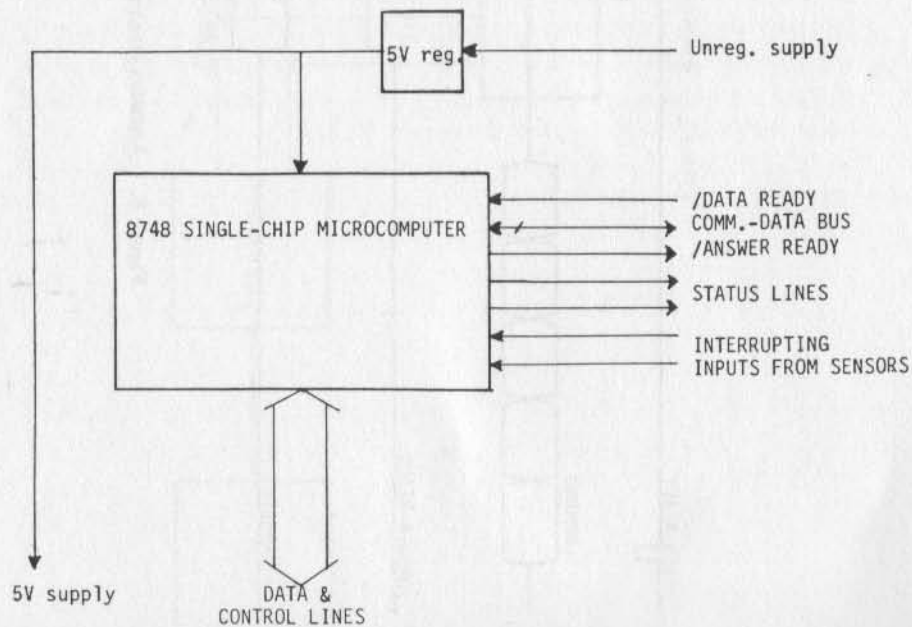 5V reg.
Unreg. supply
8748 SINGLE-CHIP MICROCOMPUTER
/DATA READY
COMM.-DATA BUS
/ANSWER READY
STATUS LINES
INTERRUPTING
INPUTS FROM SENSORS
5V supply
DATA &
CONTROL LINES